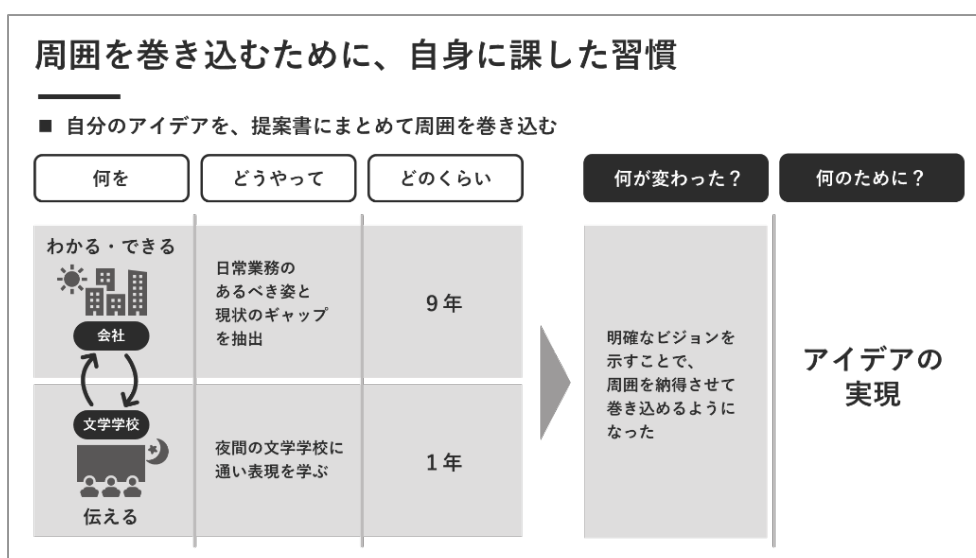 周囲を巻き込むために、自身に課した習慣
■ 自分のアイデアを、提案書にまとめて周囲を巻き込む
何を
どうやって
どのくらい
何が変わった？
何のために？
わかる・できる
会社
日常業務の
あるべき姿と
現状のギャップ
を抽出
9年
文学学校
伝える
夜間の文学学校に
通い表現を学ぶ
1年
明確なビジョンを
示すことで、
周囲を納得させて
巻き込めるように
なった
アイデアの
実現